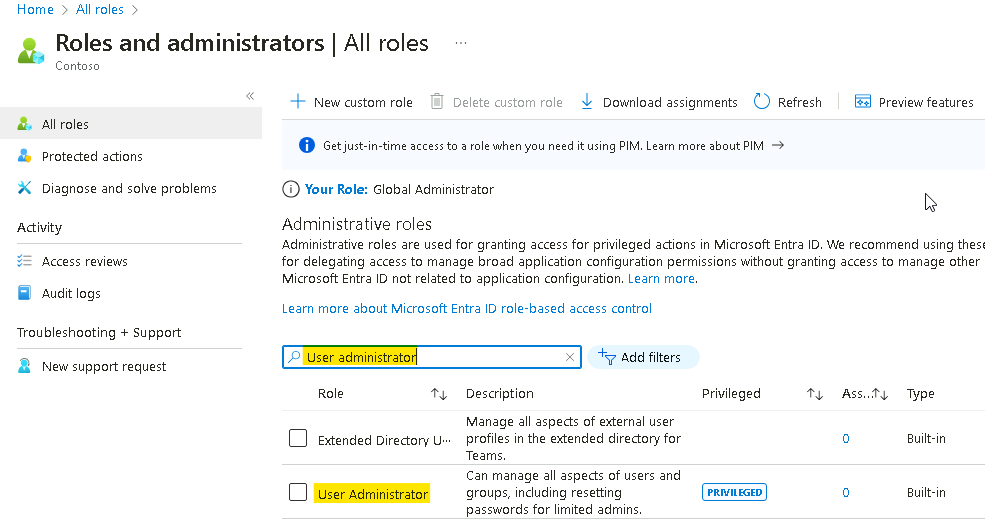 Home > All roles >
Roles and administrators | All roles ...
Contoso
«
All roles
Protected actions
Diagnose and solve problems
Activity
Access reviews
Audit logs
Troubleshooting + Support
New support request
New custom role Delete custom role Download assignments Refresh Preview features
Get just-in-time access to a role when you need it using PIM. Learn more about PIM →
Your Role: Global Administrator
Administrative roles
Administrative roles are used for granting access for privileged actions in Microsoft Entra ID. We recommend using these
for delegating access to manage broad application configuration permissions without granting access to manage other
Microsoft Entra ID not related to application configuration. Learn more.
Learn more about Microsoft Entra ID role-based access control
User administrator Add filters
Role Description Privileged Ass... Type
Extended Directory U... Manage all aspects of external user
profiles in the extended directory for
Teams. 0 Built-in
User Administrator Can manage all aspects of users and
groups, including resetting
passwords for limited admins. PRIVILEGED 0 Built-in